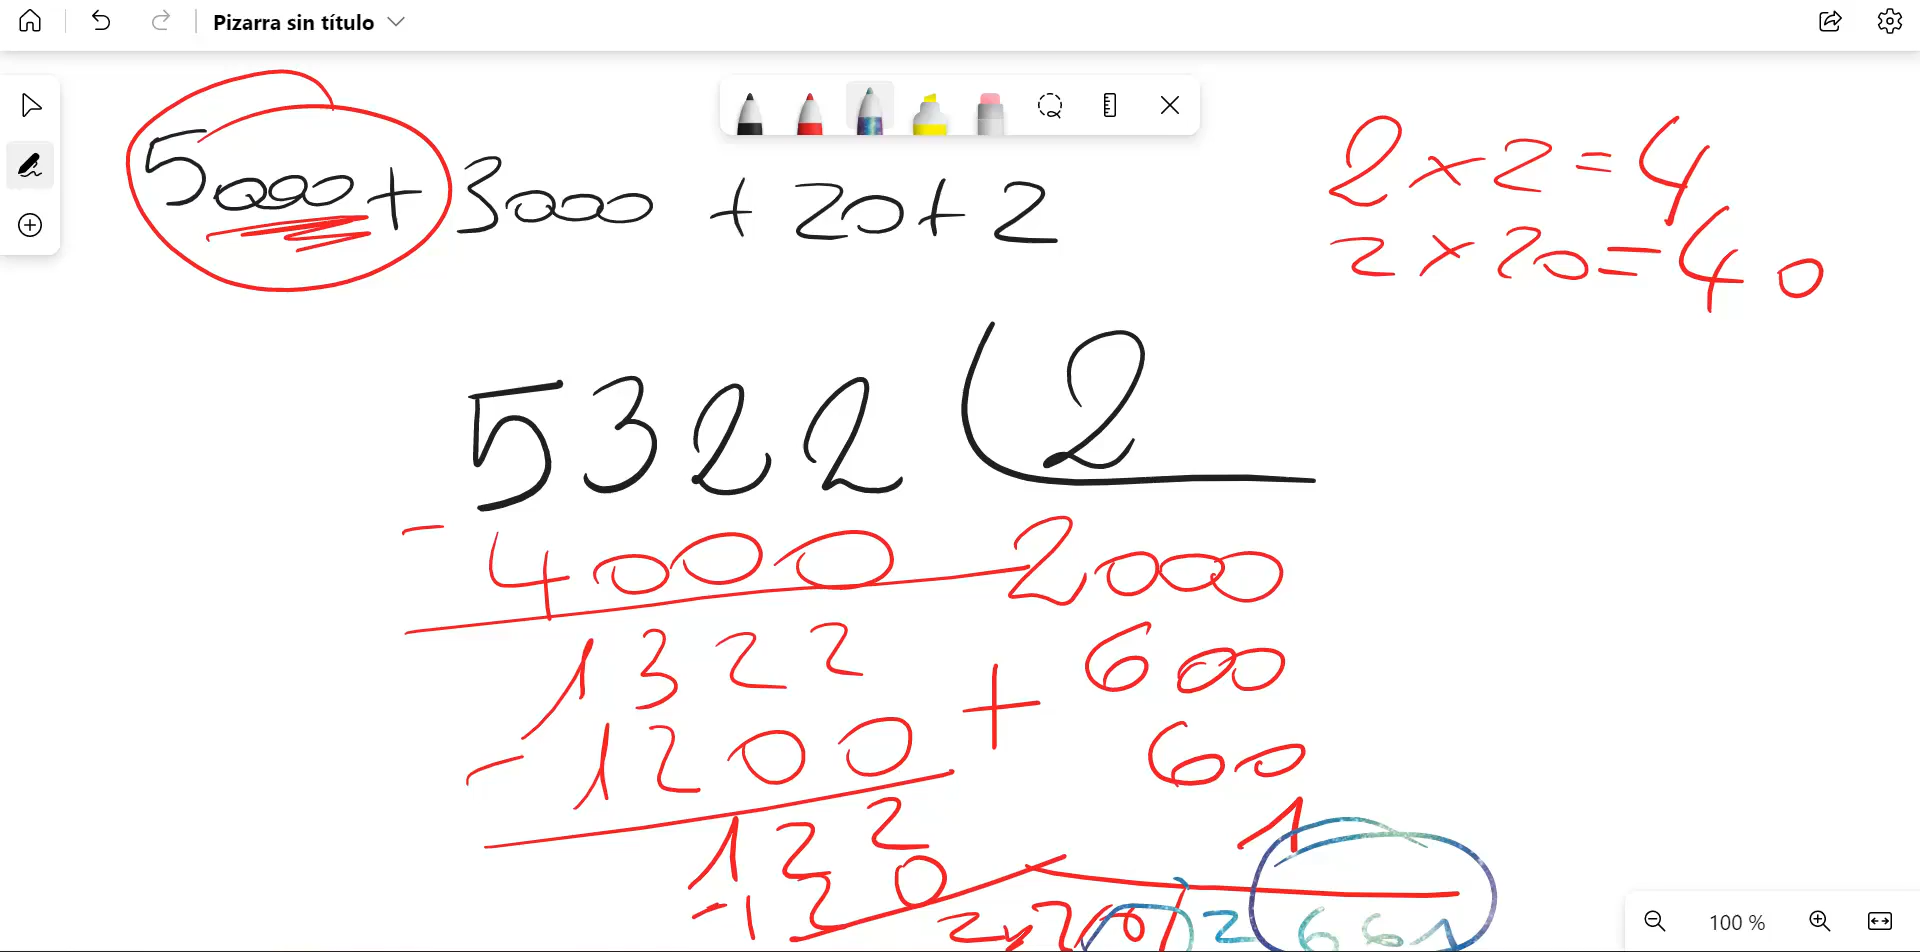 Pizarra sin título
5000 + 3000 + 20 + 2
2 × 2 = 4
2 × 20 = 40
5322 2
- 4000 2000
1322 + 600
- 1200 60
122 1
- 120
2661
100 %